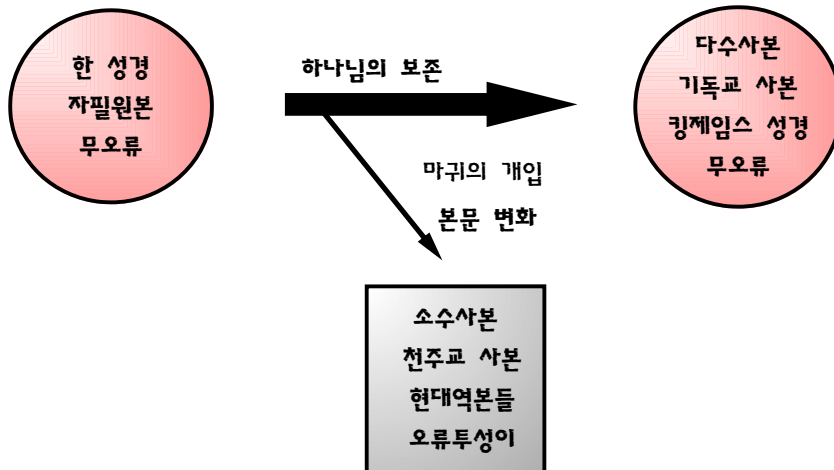 한 성경
자필원본
무오류
하나님의 보존
다수사본
기독교 사본
킹제임스 성경
무오류
마귀의 개입
본문 변화
소수사본
천주교 사본
현대역본들
오류투성이